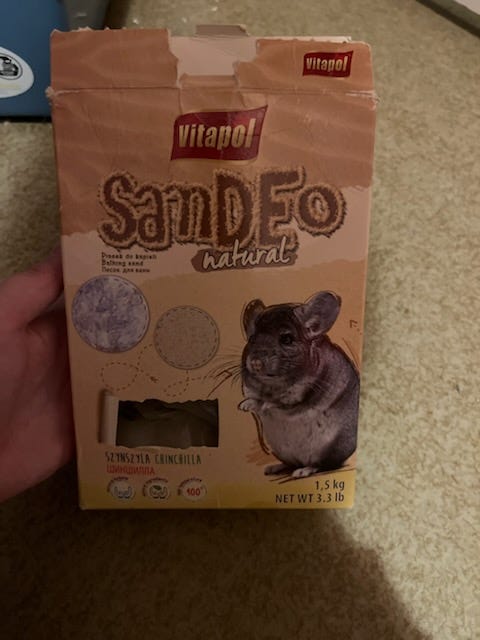 Vitapol
Vitapol
SanDEo
natural
Piasek do kąpieli
Bathing sand
Песок для ванн
SZYNSZYLA CHINCHILLA
ШИНШИЛЛА
100%
1,5 kg
NET WT 3.3 lb